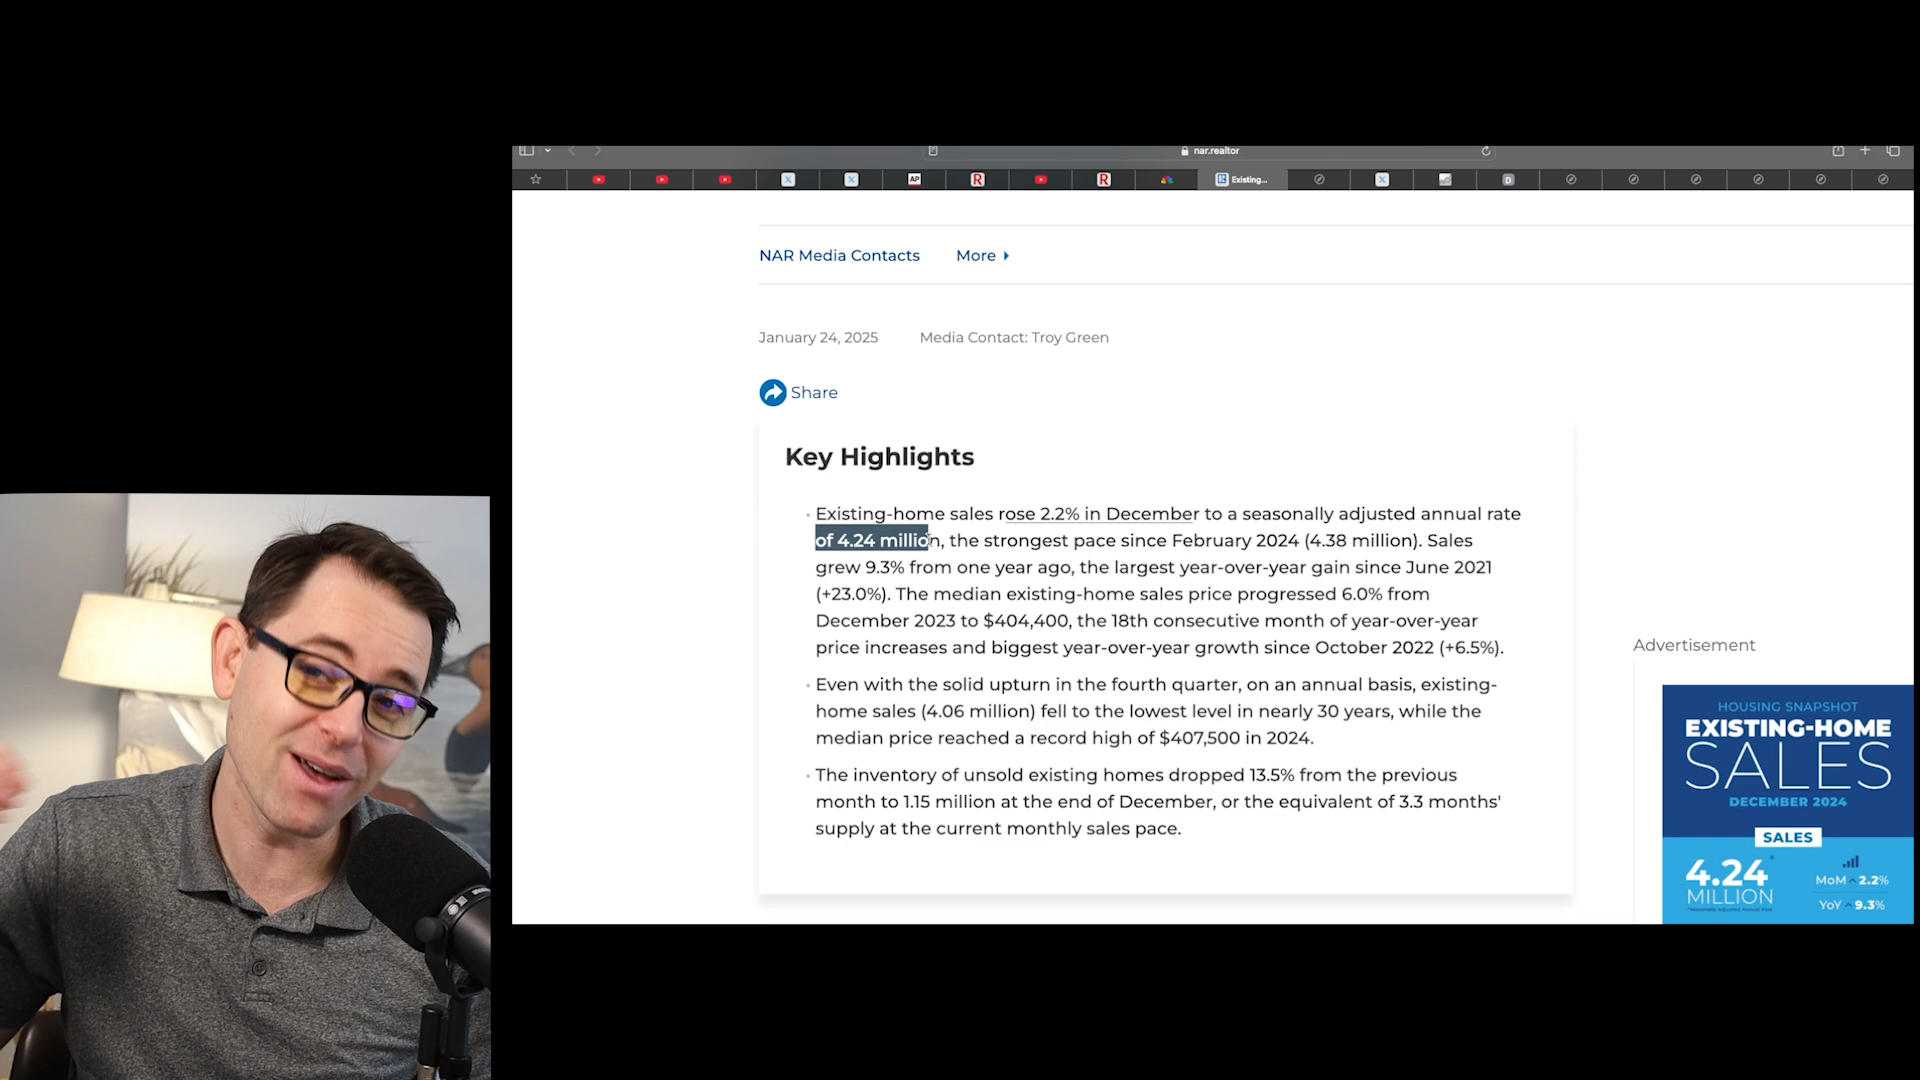 nar.realtor
AP
R
R
Existing...
D
NAR Media Contacts More
January 24, 2025 Media Contact: Troy Green
Share
Key Highlights
Existing-home sales rose 2.2% in December to a seasonally adjusted annual rate
of 4.24 million, the strongest pace since February 2024 (4.38 million). Sales
grew 9.3% from one year ago, the largest year-over-year gain since June 2021
(+23.0%). The median existing-home sales price progressed 6.0% from
December 2023 to $404,400, the 18th consecutive month of year-over-year
price increases and biggest year-over-year growth since October 2022 (+6.5%).
Even with the solid upturn in the fourth quarter, on an annual basis, existing-
home sales (4.06 million) fell to the lowest level in nearly 30 years, while the
median price reached a record high of $407,500 in 2024.
The inventory of unsold existing homes dropped 13.5% from the previous
month to 1.15 million at the end of December, or the equivalent of 3.3 months'
supply at the current monthly sales pace.
Advertisement
HOUSING SNAPSHOT
EXISTING-HOME
SALES
DECEMBER 2024
SALES
4.24*
MILLION
*Seasonally Adjusted Annual Rate
MoM 2.2%
YoY 9.3%